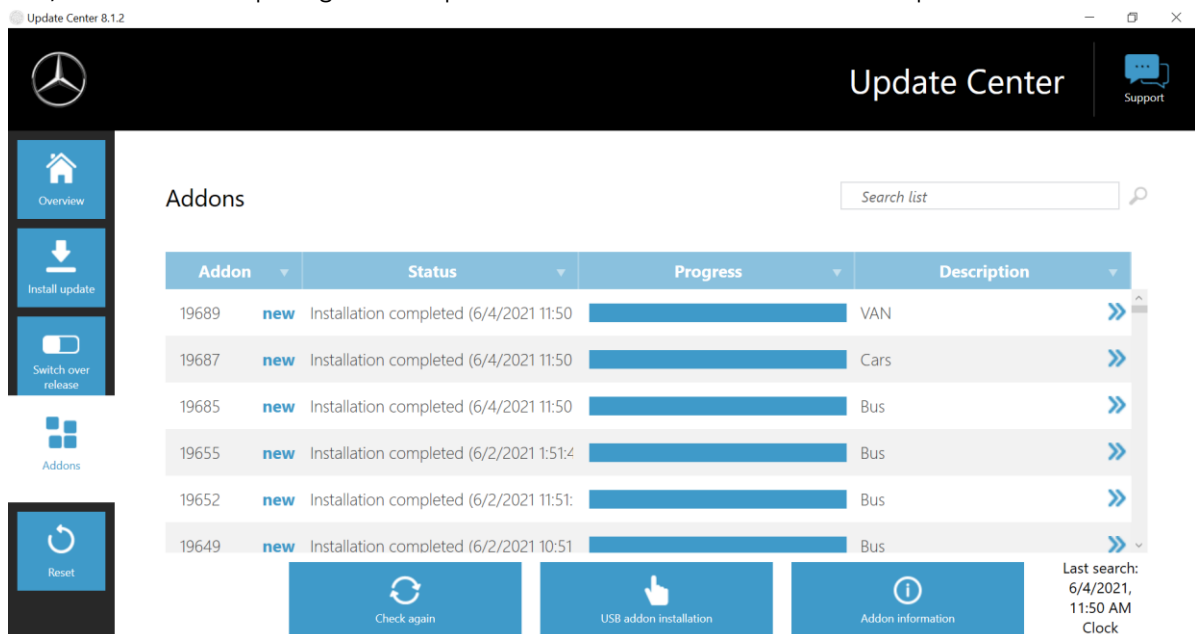 Update Center 8.1.2
Update Center
Support
Overview
Install update
Switch over
release
Addons
Reset
Addons
Search list
Addon Status Progress Description
19689 new Installation completed (6/4/2021 11:50 VAN
19687 new Installation completed (6/4/2021 11:50 Cars
19685 new Installation completed (6/4/2021 11:50 Bus
19655 new Installation completed (6/2/2021 1:51:4 Bus
19652 new Installation completed (6/2/2021 11:51: Bus
19649 new Installation completed (6/2/2021 10:51 Bus
Check again
USB addon installation
Addon information
Last search:
6/4/2021,
11:50 AM
Clock